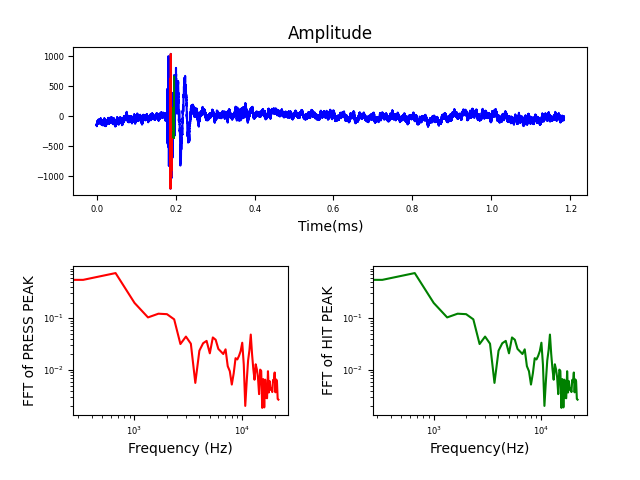 Amplitude
1000
500
0
−500
−1000
0.0 0.2 0.4 0.6 0.8 1.0 1.2
Time(ms)
FFT of PRESS PEAK
10⁻¹
10⁻²
10³ 10⁴
Frequency (Hz)
FFT of HIT PEAK
10⁻¹
10⁻²
10³ 10⁴
Frequency(Hz)